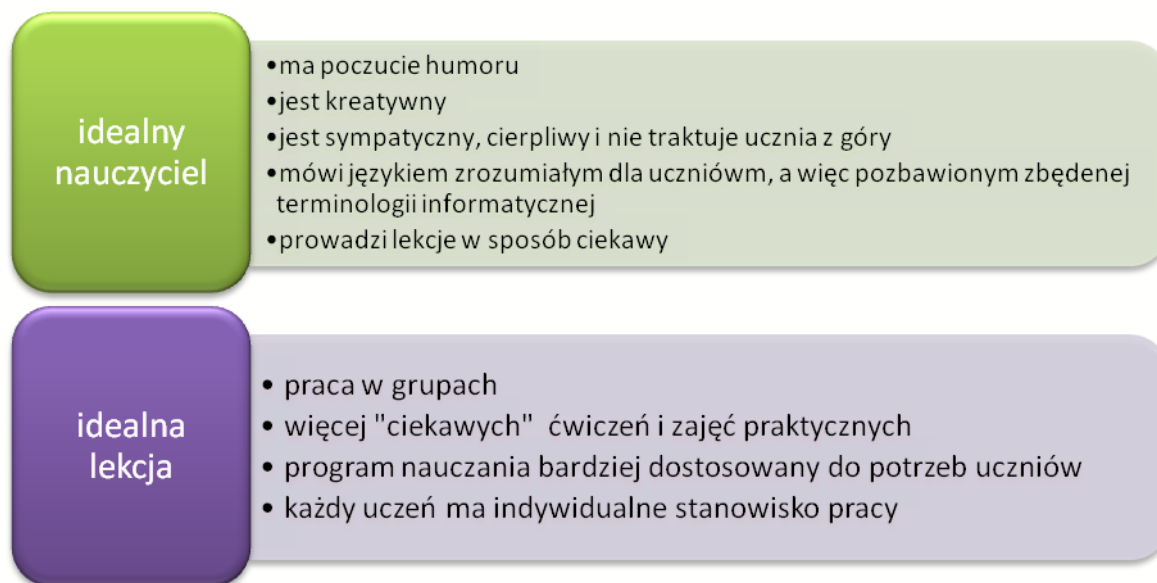 idealny
nauczyciel
•ma poczucie humoru
•jest kreatywny
•jest sympatyczny, cierpliwy i nie traktuje ucznia z góry
•mówi językiem zrozumiałym dla uczniówm, a więc pozbawionym zbędenej
terminologii informatycznej
•prowadzi lekcje w sposób ciekawy
idealna
lekcja
• praca w grupach
• więcej "ciekawych" ćwiczeń i zajęć praktycznych
• program nauczania bardziej dostosowany do potrzeb uczniów
• każdy uczeń ma indywidualne stanowisko pracy